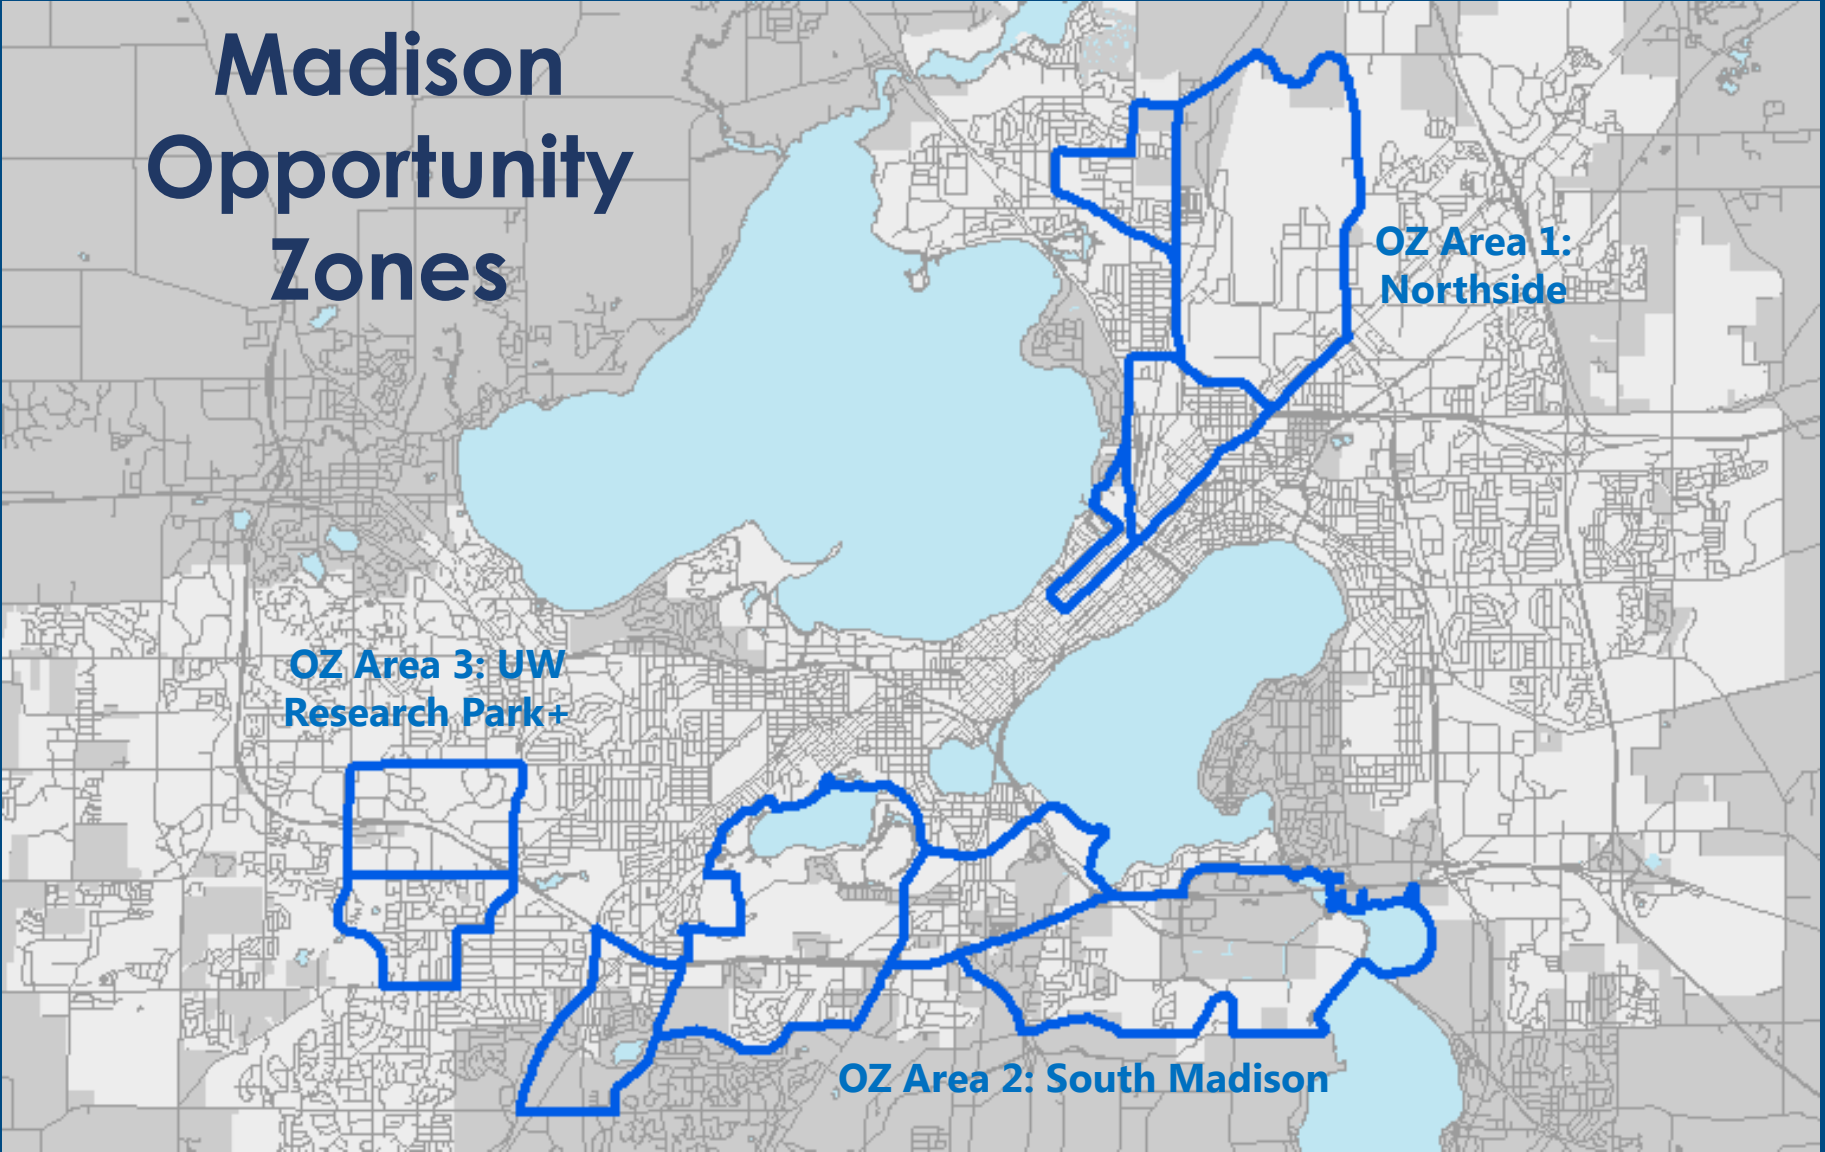 Madison
Opportunity
Zones
OZ Area 1:
Northside
OZ Area 3: UW
Research Park+
OZ Area 2: South Madison